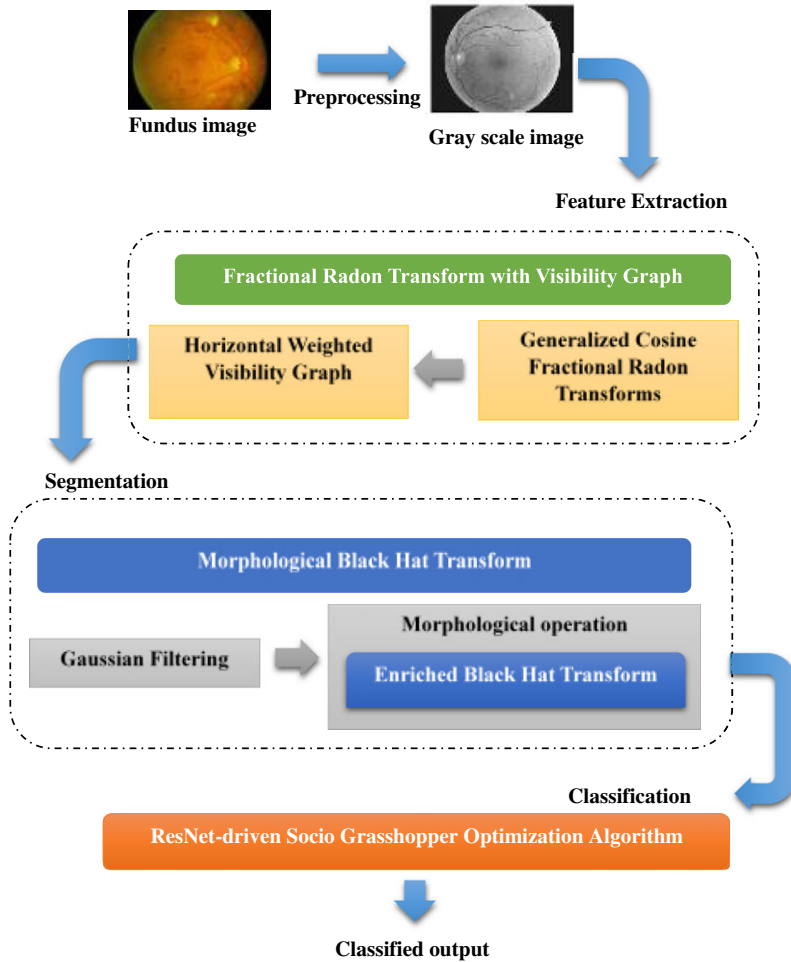 Fundus image
Preprocessing
Gray scale image
Feature Extraction
Fractional Radon Transform with Visibility Graph
Horizontal Weighted
Visibility Graph
Generalized Cosine
Fractional Radon
Transforms
Segmentation
Morphological Black Hat Transform
Gaussian Filtering
Morphological operation
Enriched Black Hat Transform
Classification
ResNet-driven Socio Grasshopper Optimization Algorithm
Classified output